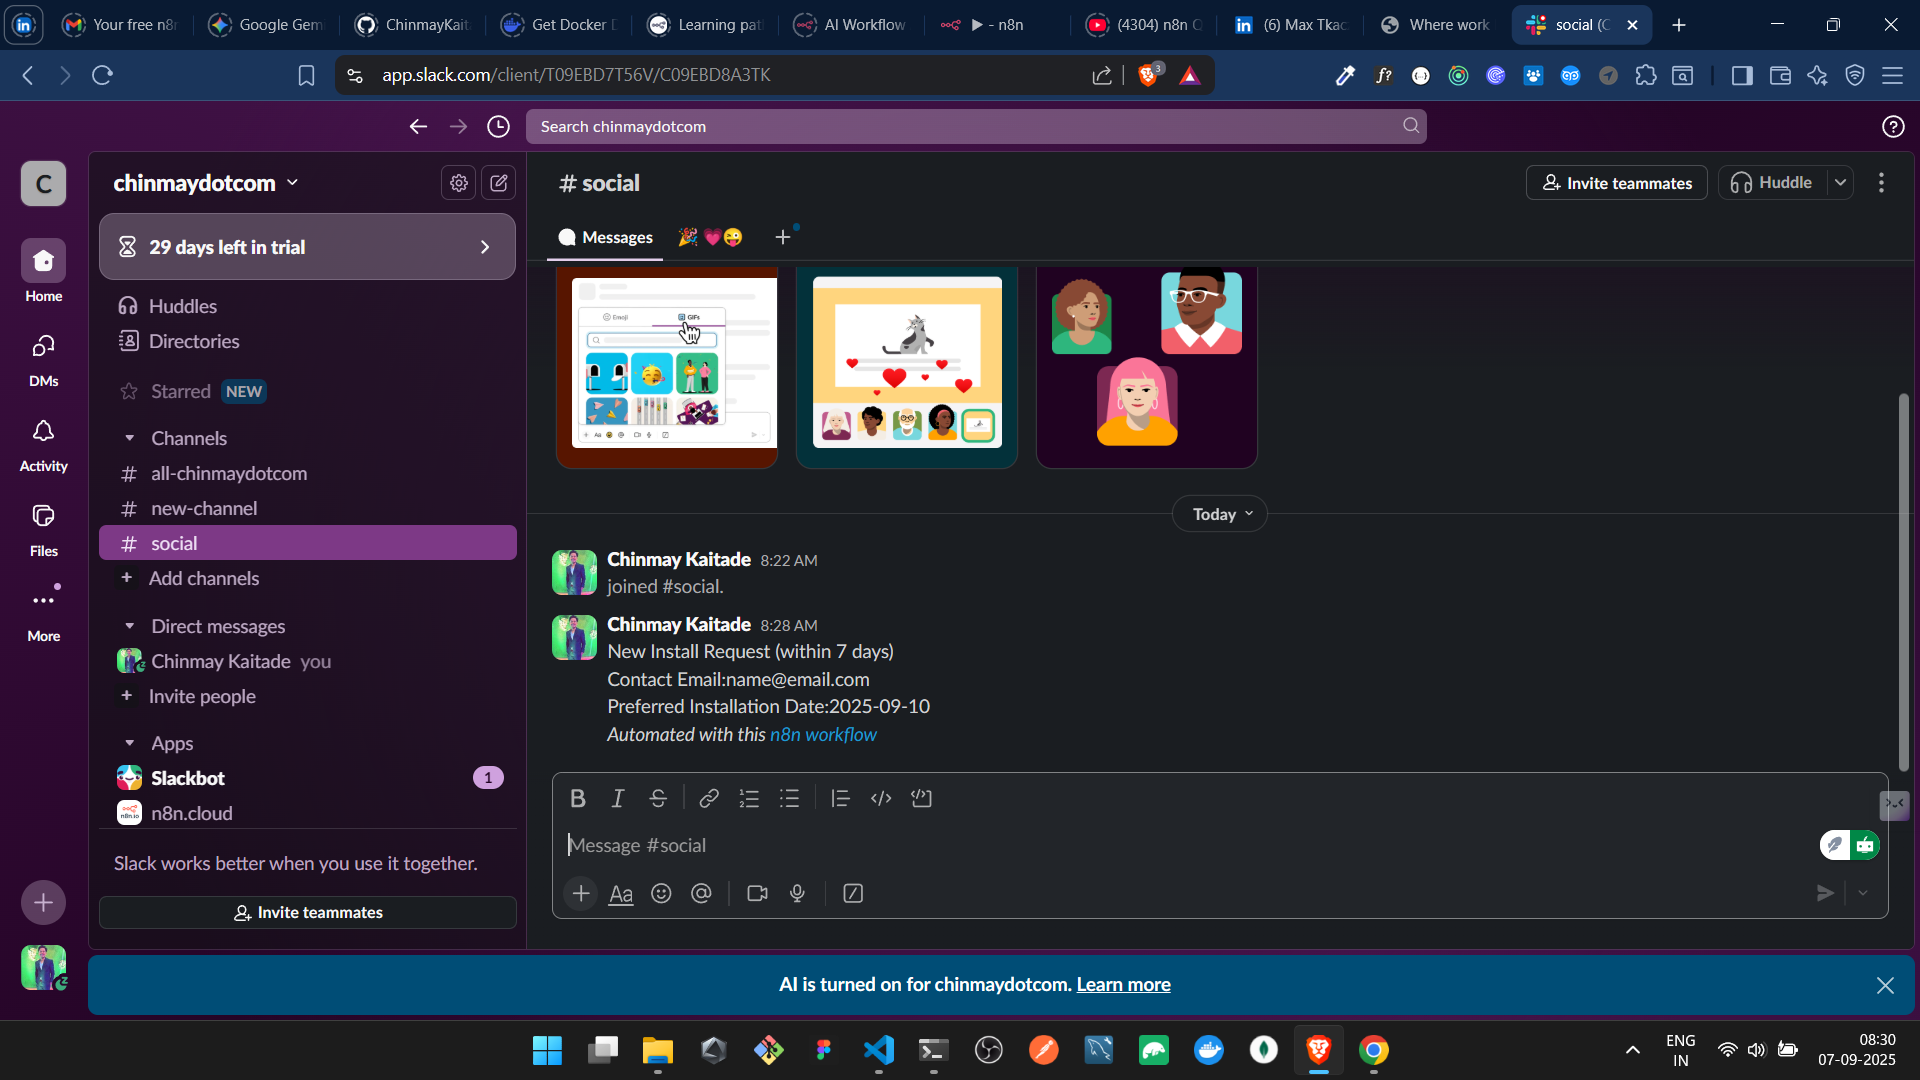 Your free n8n
Google Gem
ChinmayKait
Get Docker D
Learning pat
AI Workflow
▶ - n8n
(4304) n8n
(6) Max Tkac
Where work
social (C
app.slack.com/client/T09EBD7T56V/C09EBD8A3TK
3
f?
Search chinmaydotcom
C
chinmaydotcom
29 days left in trial
Home
DMs
Activity
Files
More
Huddles
Directories
Starred NEW
Channels
# all-chinmaydotcom
# new-channel
# social
+ Add channels
Direct messages
Chinmay Kaitade you
+ Invite people
Apps
Slackbot 1
n8n.cloud
Slack works better when you use it together.
Invite teammates
# social
Invite teammates
Huddle
Messages
🎉 💗😜
+
Emoji
GIFs
Today
Chinmay Kaitade 8:22 AM
joined #social.
Chinmay Kaitade 8:28 AM
New Install Request (within 7 days)
Contact Email:name@email.com
Preferred Installation Date:2025-09-10
Automated with this n8n workflow
B I S
Message #social
+ Aa
AI is turned on for chinmaydotcom. Learn more
ENG
IN
08:30
07-09-2025